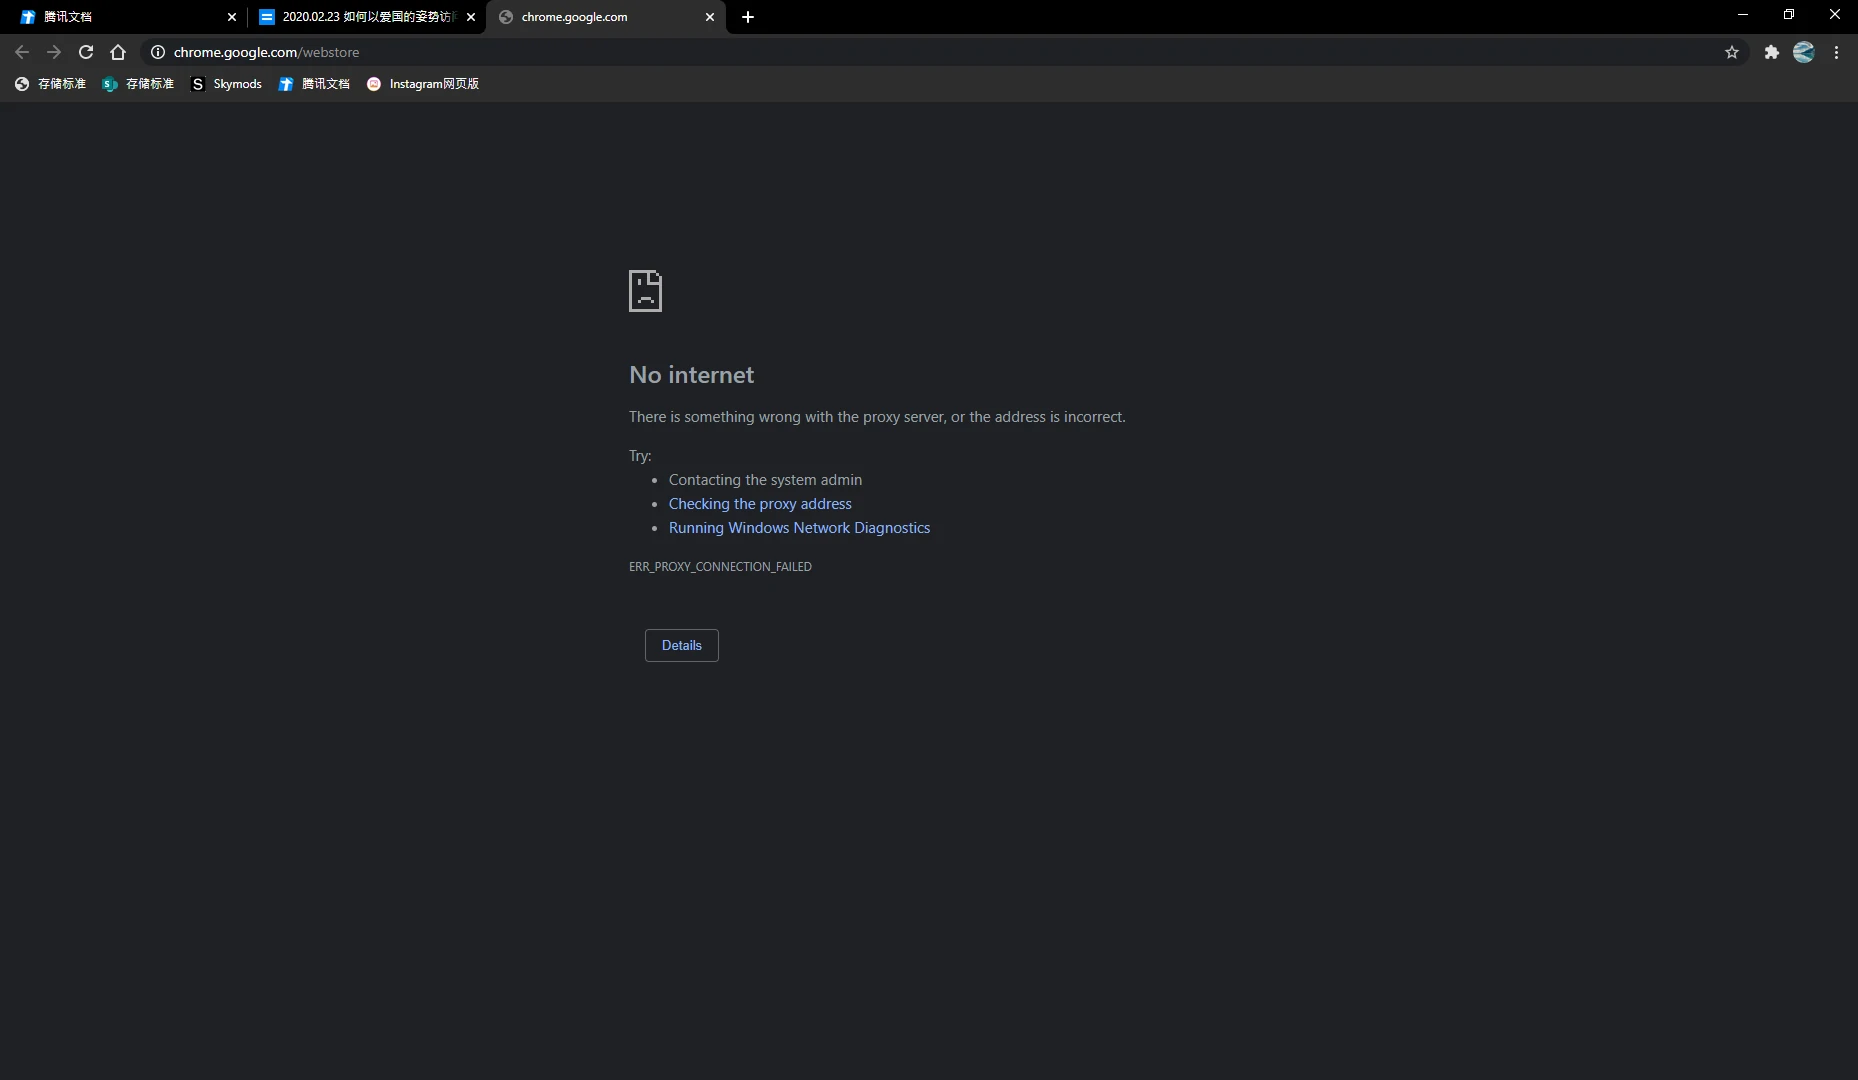 腾讯文档
2020.02.23 如何以爱国的姿势访
chrome.google.com
chrome.google.com/webstore
存储标准
S
存储标准
S
Skymods
腾讯文档
Instagram网页版
No internet
There is something wrong with the proxy server, or the address is incorrect.
Try:
• Contacting the system admin
• Checking the proxy address
• Running Windows Network Diagnostics
ERR_PROXY_CONNECTION_FAILED
Details